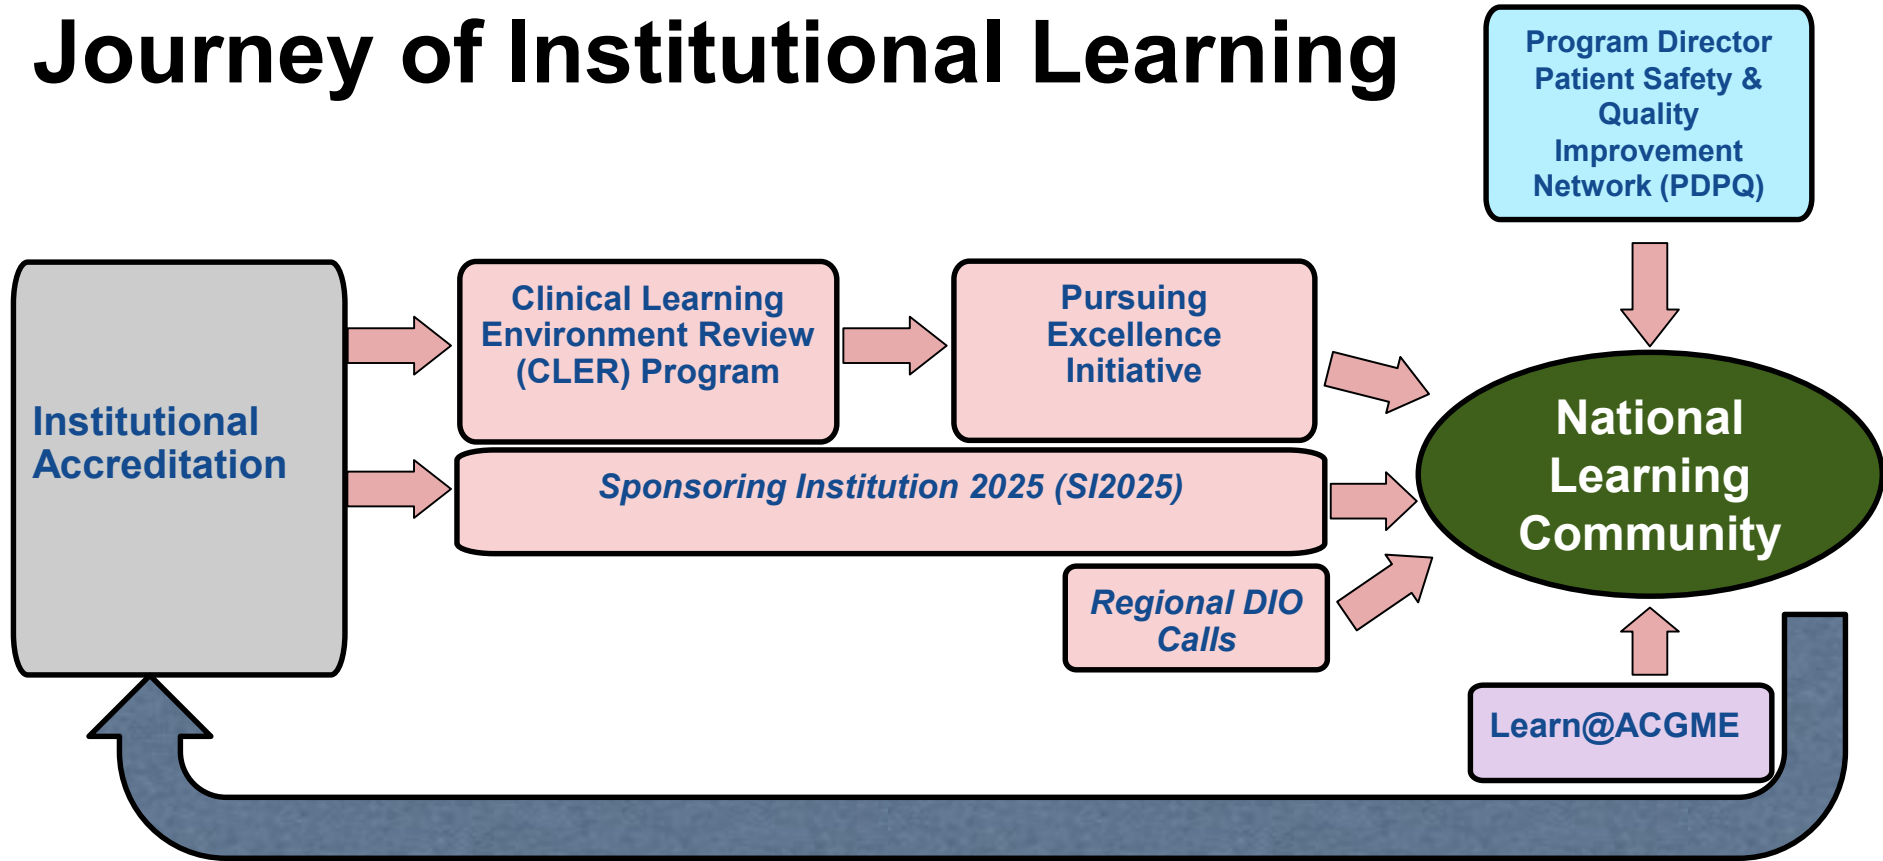 Journey of Institutional Learning
Program Director
Patient Safety &
Quality
Improvement
Network (PDPQ)
Institutional
Accreditation
Clinical Learning
Environment Review
(CLER) Program
Pursuing
Excellence
Initiative
Sponsoring Institution 2025 (SI2025)
Regional DIO
Calls
National
Learning
Community
Learn@ACGME